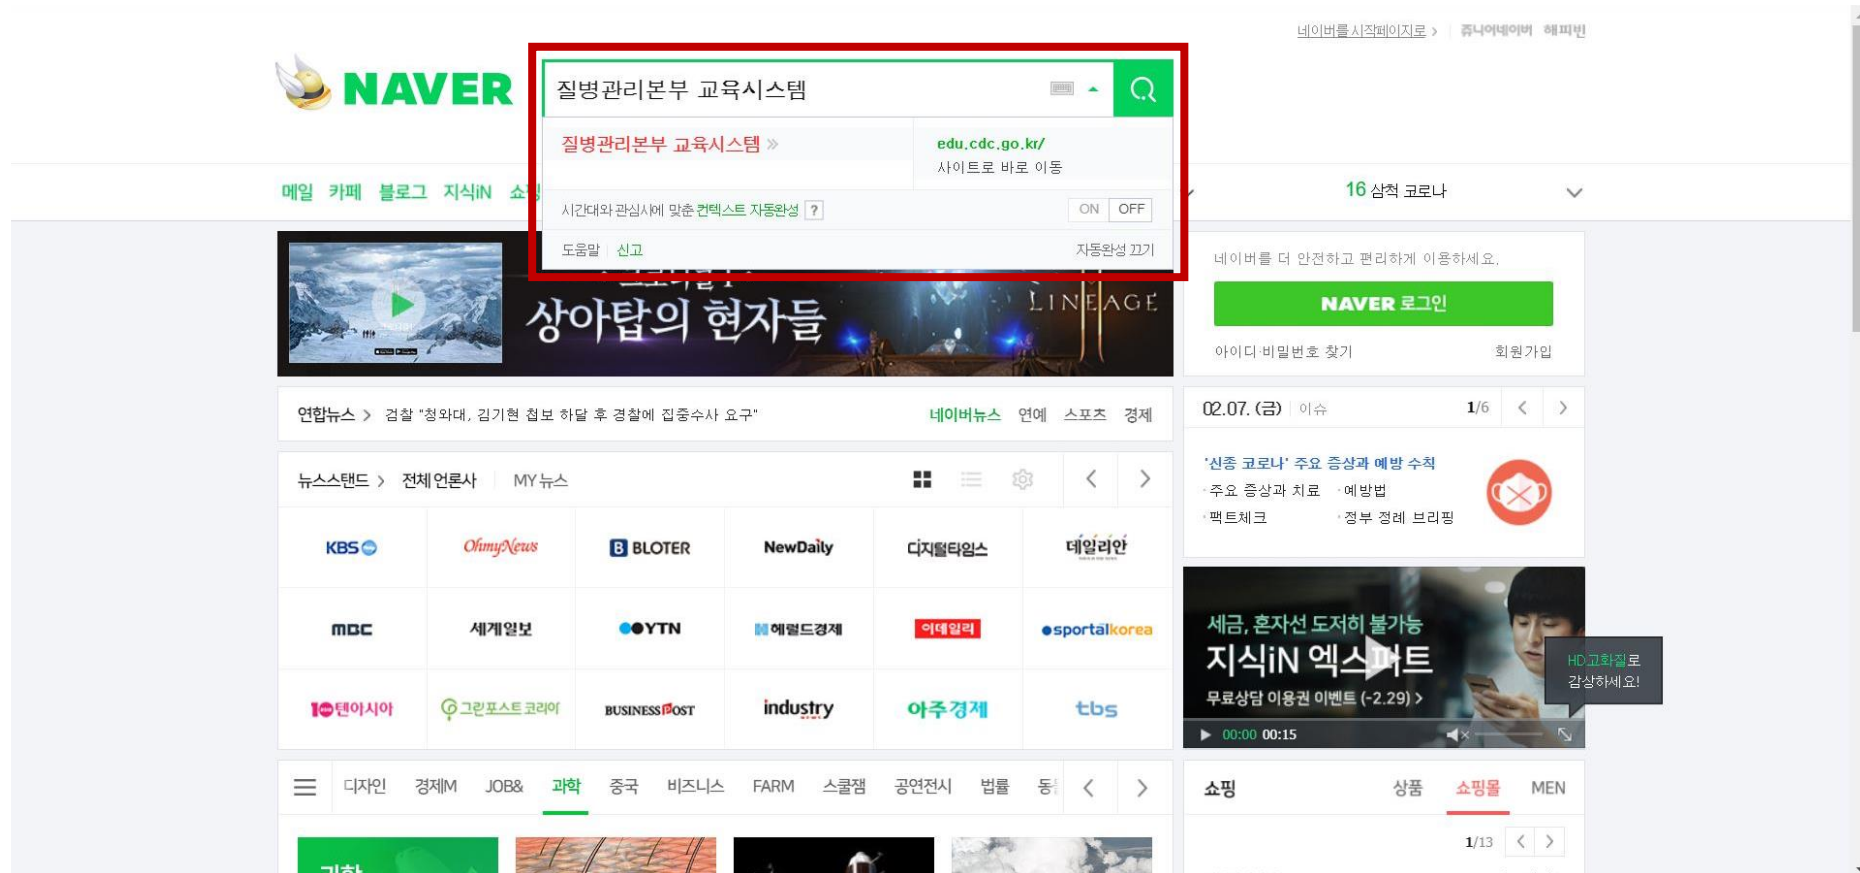 네이버를 시작페이지로 > 쥬니어네이버 해피빈
NAVER
질병관리본부 교육시스템
질병관리본부 교육시스템 »
edu.cdc.go.kr/
사이트로 바로 이동
메일 카페 블로그 지식iN 쇼핑
16 삼척 코로나
시간대와 관심사에 맞춘 컨텍스트 자동완성 ?
ON OFF
도움말 신고
자동완성 끄기
상아탑의 현자들
LINEAGE
네이버를 더 안전하고 편리하게 이용하세요.
NAVER 로그인
아이디·비밀번호 찾기 회원가입
연합뉴스 > 검찰 "청와대, 김기현 첩보 하달 후 경찰에 집중수사 요구"
네이버뉴스 연예 스포츠 경제
02.07. (금) 이슈 1/6
뉴스스탠드 > 전체언론사 MY뉴스
'신종 코로나' 주요 증상과 예방 수칙
·주요 증상과 치료 ·예방법
·팩트체크 ·정부 정례 브리핑
KBS OhmyNews BLOTER NewDaily 디지털타임스 데일리안
MBC 세계일보 YTN 헤럴드경제 이데일리 sportalkorea
텐아시아 그린포스트코리아 BUSINESSPOST industry 아주경제 tbs
세금, 혼자선 도저히 불가능
지식iN 엑스퍼트
무료상담 이용권 이벤트 (-2.29) >
HD고화질로
감상하세요!
00:00 00:15
디자인 경제M JOB& 과학 중국 비즈니스 FARM 스쿨잼 공연전시 법률
쇼핑 상품 쇼핑몰 MEN
1/13
과학